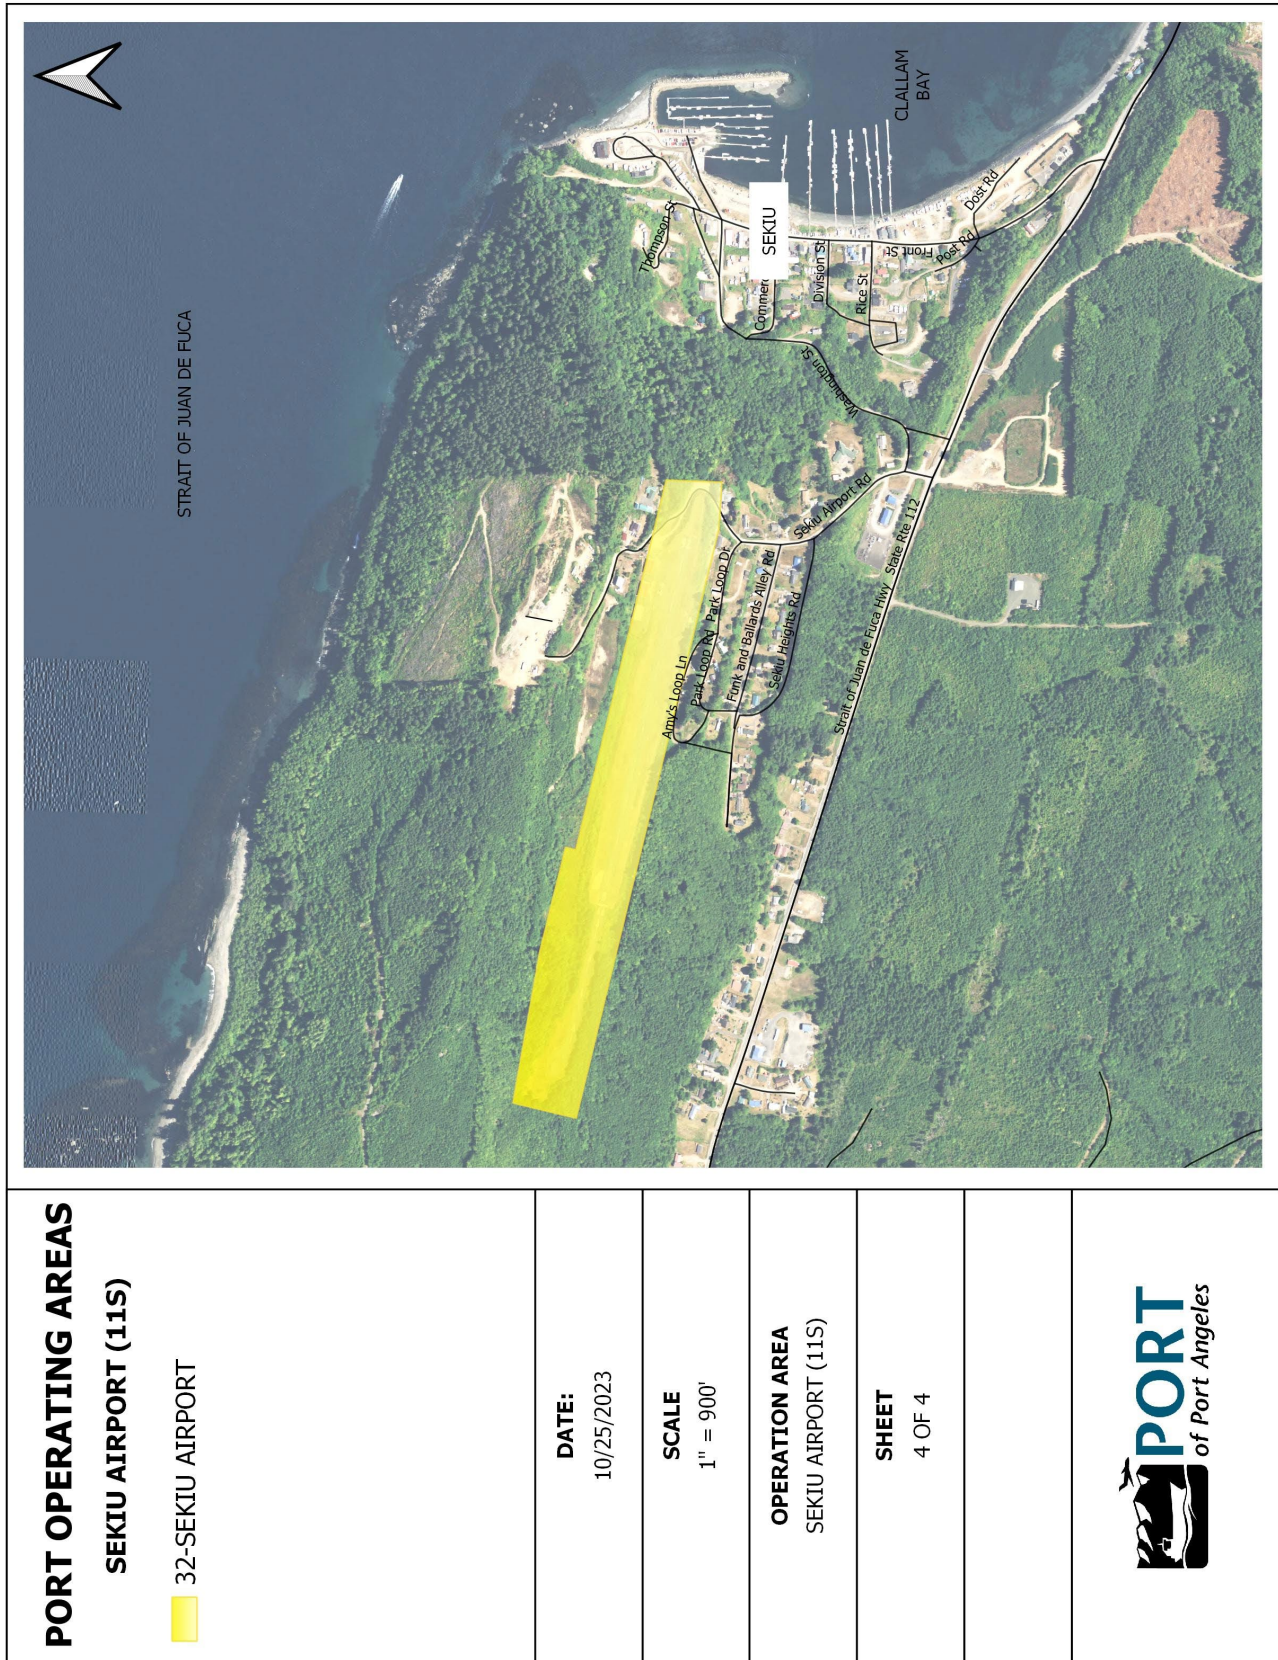 PORT OPERATING AREAS
SEKIU AIRPORT (11S)
32-SEKIU AIRPORT
DATE:
10/25/2023
SCALE
1" = 900'
OPERATION AREA
SEKIU AIRPORT (11S)
SHEET
4 OF 4
PORT
of Port Angeles
STRAIT OF JUAN DE FUCA
CLALLAM
BAY
SEKIU
Thompson St
Commerc
Division St
Rice St
Front St
Post Rd
Dost Rd
Washington St
Sekiu Airport Rd
Park Loop Dr
Park Loop Rd
Amy's Loop Ln
Funk and Ballards Alley Rd
Sekiu Heights Rd
Strait of Juan de Fuca Hwy State Rte 112